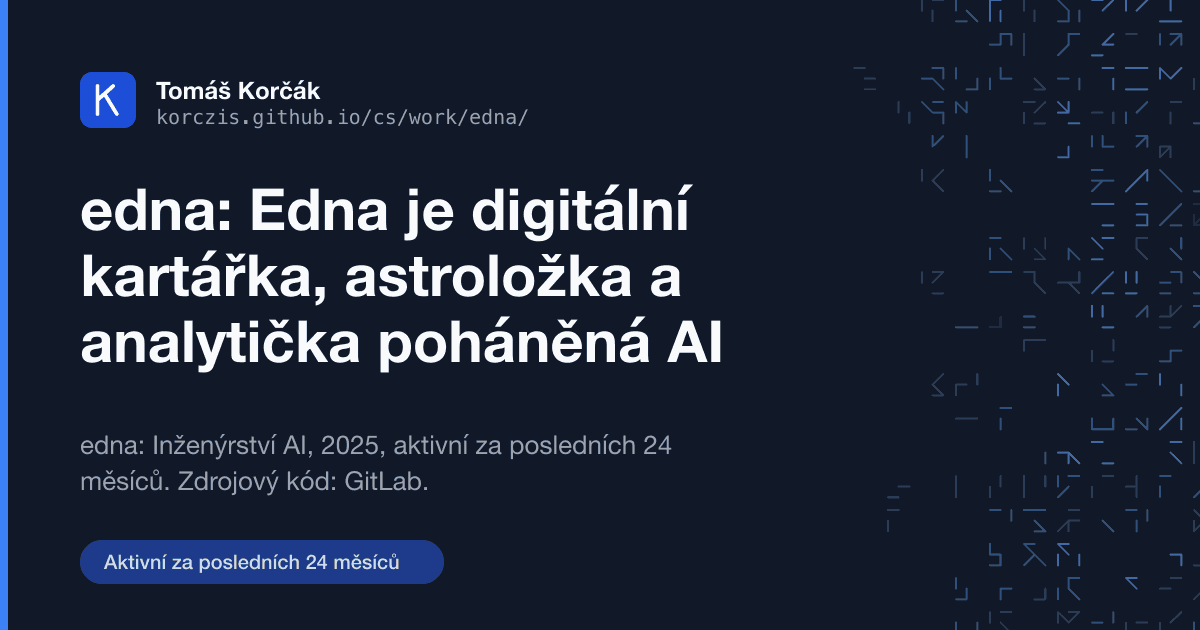 K
Tomáš Korčák
korczis.github.io/cs/work/edna/
edna: Edna je digitální
kartářka, astroložka a
analytička poháněná AI
edna: Inženýrství AI, 2025, aktivní za posledních 24
měsíců. Zdrojový kód: GitLab.
Aktivní za posledních 24 měsíců